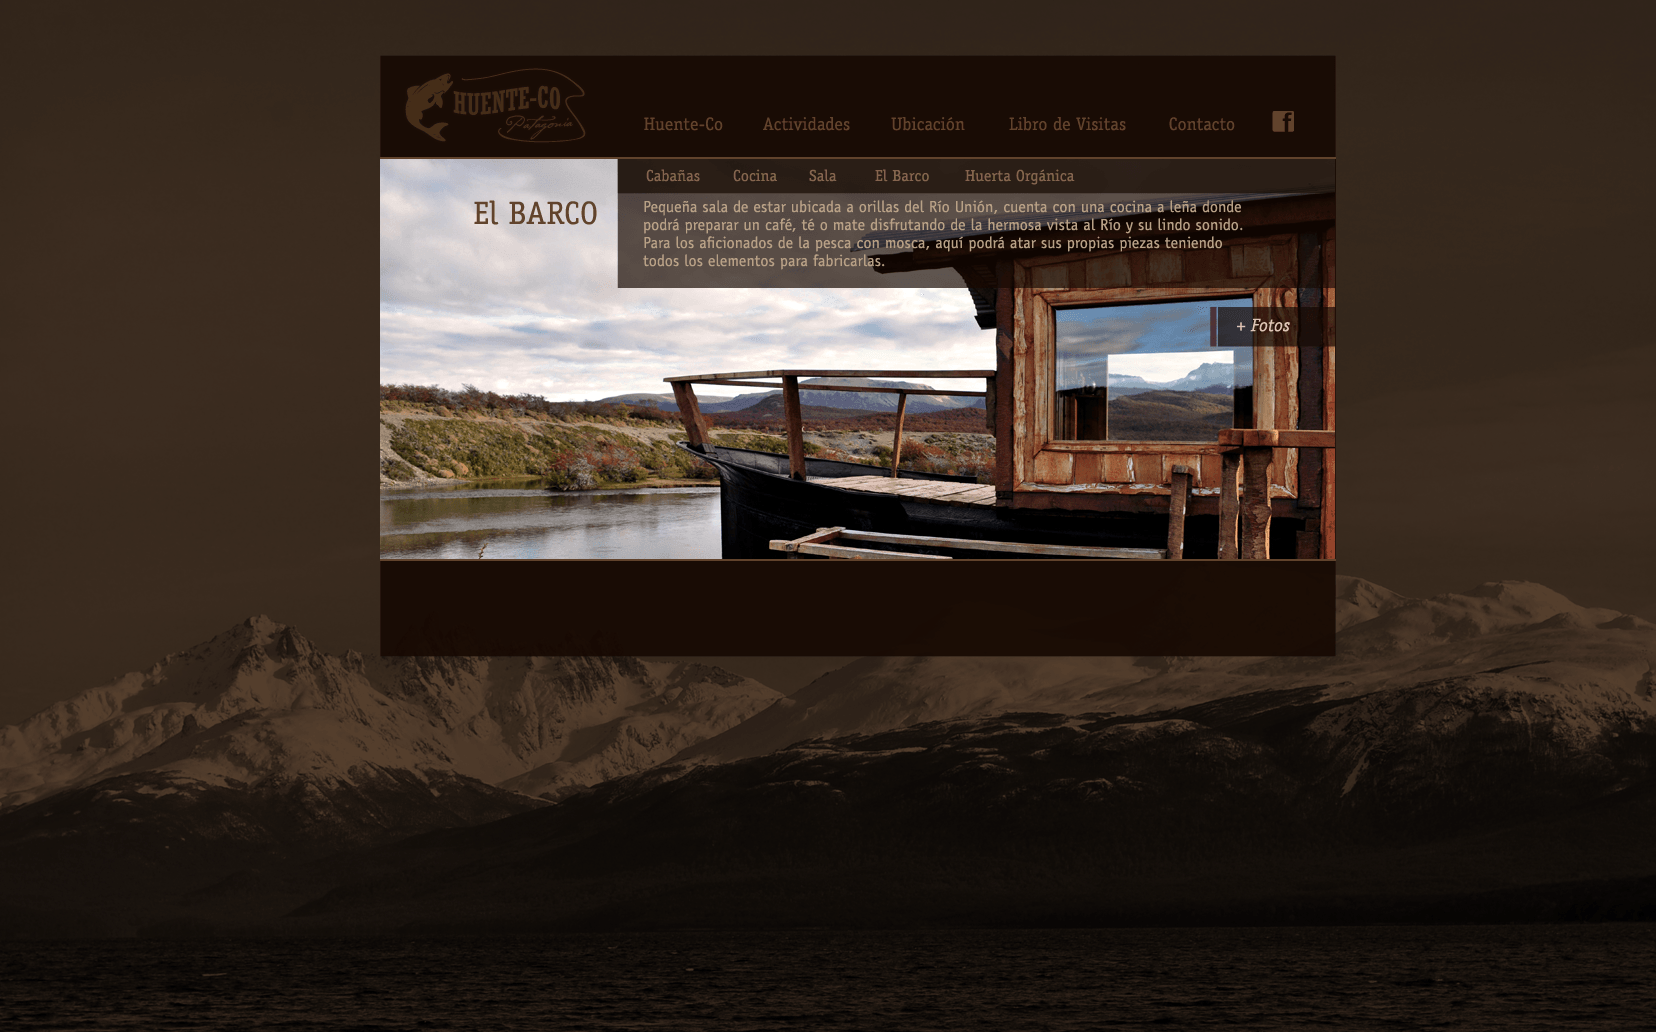 HUENTE-CO
Patagonia
Huente-Co Actividades Ubicación Libro de Visitas Contacto
Cabañas Cocina Sala El Barco Huerta Orgánica
El BARCO
Pequeña sala de estar ubicada a orillas del Río Unión, cuenta con una cocina a leña donde
podrá preparar un café, té o mate disfrutando de la hermosa vista al Río y su lindo sonido.
Para los aficionados de la pesca con mosca, aquí podrá atar sus propias piezas teniendo
todos los elementos para fabricarlas.
+ Fotos